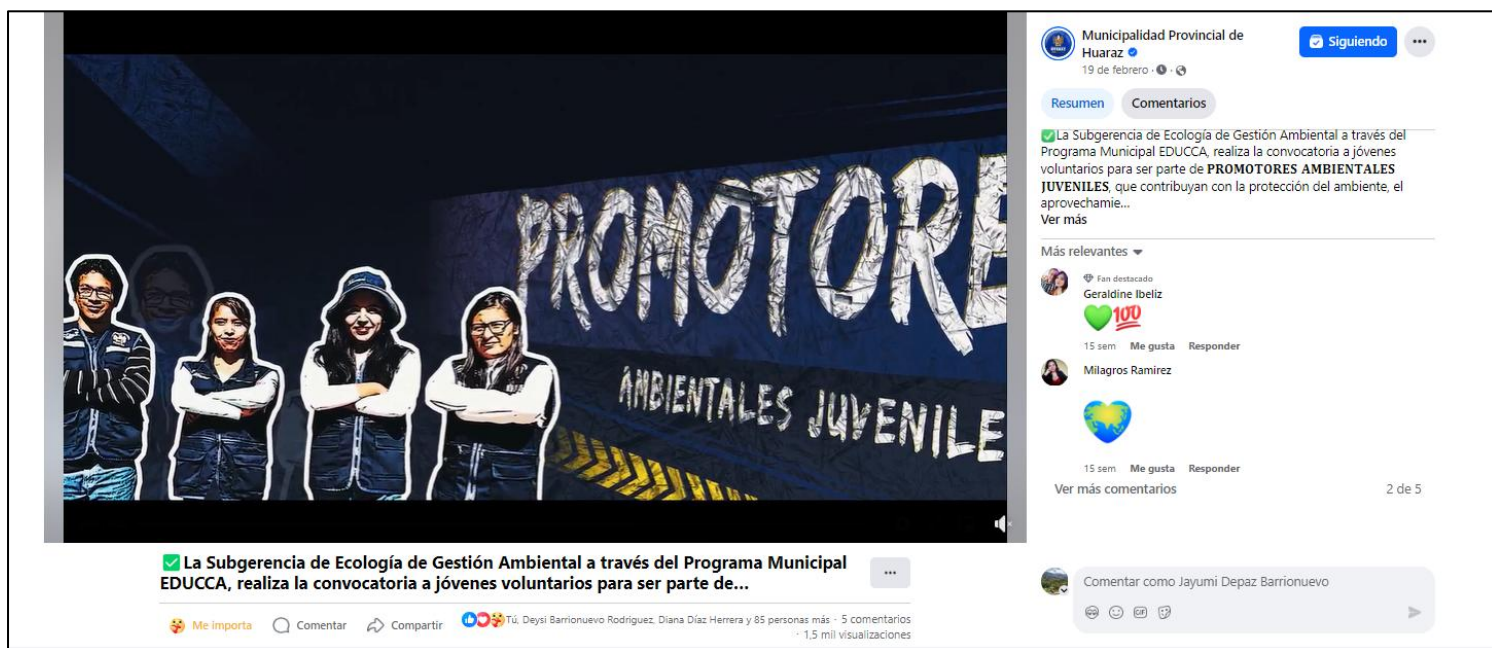 PROMOTORE
AMBIENTALES JUVENILE
✅La Subgerencia de Ecología de Gestión Ambiental a través del Programa Municipal
EDUCCA, realiza la convocatoria a jóvenes voluntarios para ser parte de...
Me importa Comentar Compartir Tú, Deysi Barrionuevo Rodriguez, Diana Díaz Herrera y 85 personas más · 5 comentarios
· 1,5 mil visualizaciones
Municipalidad Provincial de
Huaraz
19 de febrero
Siguiendo
Resumen Comentarios
✅La Subgerencia de Ecología de Gestión Ambiental a través del
Programa Municipal EDUCCA, realiza la convocatoria a jóvenes
voluntarios para ser parte de PROMOTORES AMBIENTALES
JUVENILES, que contribuyan con la protección del ambiente, el
aprovechamie...
Ver más
Más relevantes
Fan destacado
Geraldine Ibeliz
💚💯
15 sem Me gusta Responder
Milagros Ramirez
15 sem Me gusta Responder
Ver más comentarios 2 de 5
Comentar como Jayumi Depaz Barrionuevo
GIF